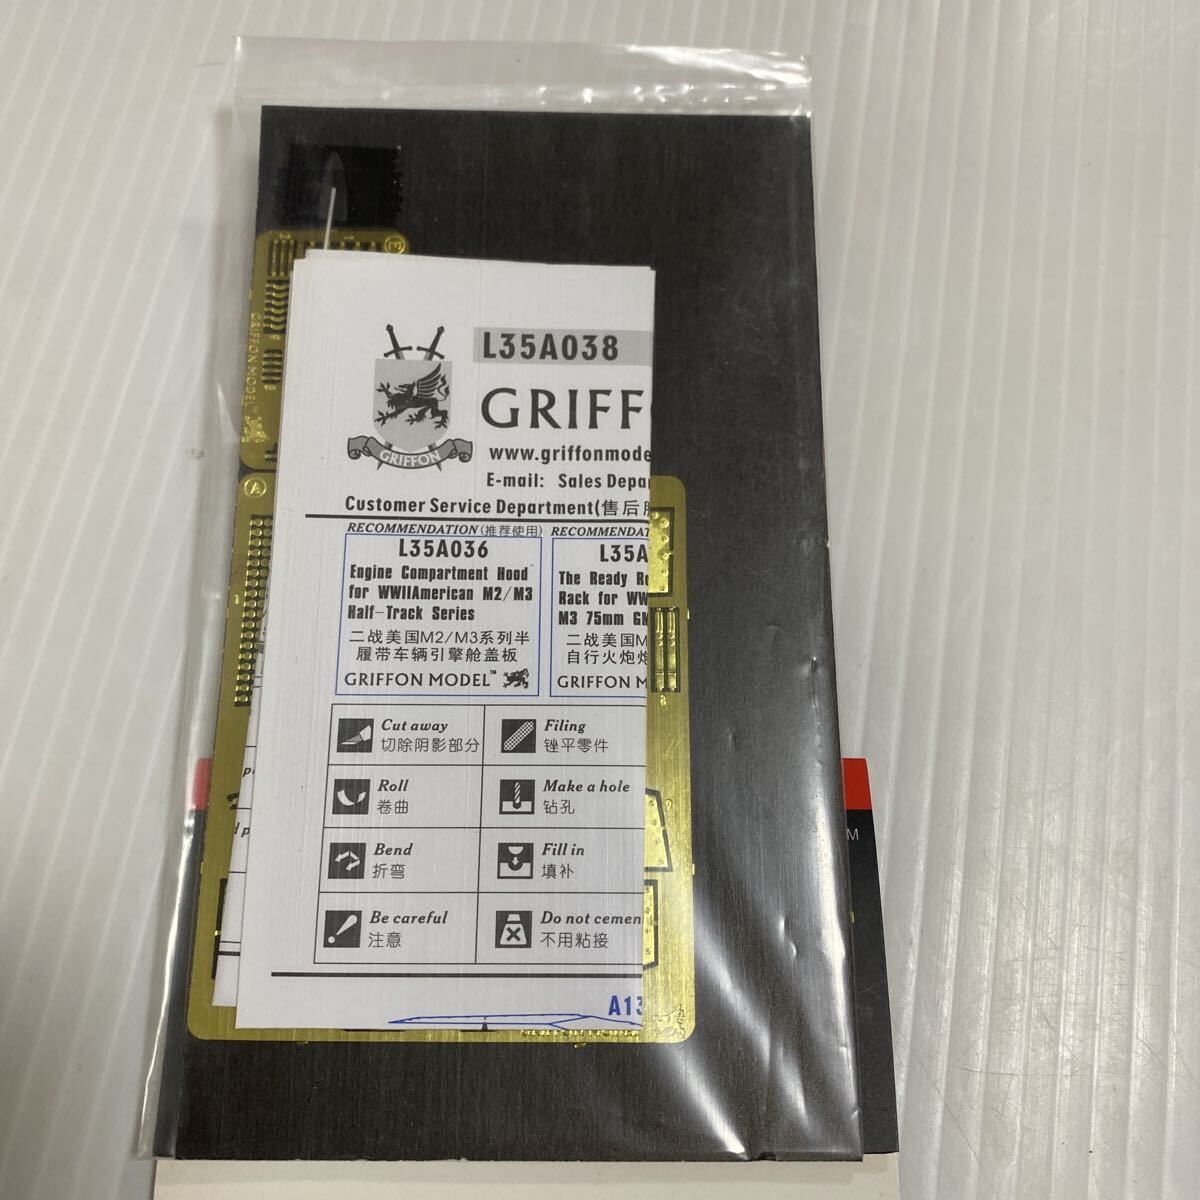 L35A038
GRIFF
GRIFFON
www.griffonmode
E-mail: Sales Depa
Customer Service Department(售后
RECOMMENDATION(推荐使用)
L35A036
Engine Compartment Hood
for WWIIAmerican M2/M3
Half-Track Series
二战美国M2/M3系列半
履带车辆引擎舱盖板
GRIFFON MODEL™
RECOMMENDAT
L35A
The Ready R
Rack for WW
M3 75mm G
二战美国M
自行火炮炮
GRIFFON M
Cut away
切除阴影部分
Filing
锉平零件
Roll
卷曲
Make a hole
钻孔
Bend
折弯
Fill in
填补
Be careful
注意
Do not cemen
不用粘接
A13
E
GRIFFON MODEL
A
M